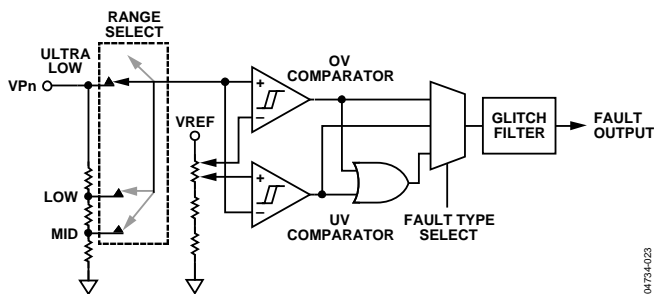 RANGE
SELECT
ULTRA
LOW
VPn
LOW
MID
VREF
+
–
+
–
OV
COMPARATOR
UV
COMPARATOR
FAULT TYPE
SELECT
GLITCH
FILTER
FAULT
OUTPUT
04734-023